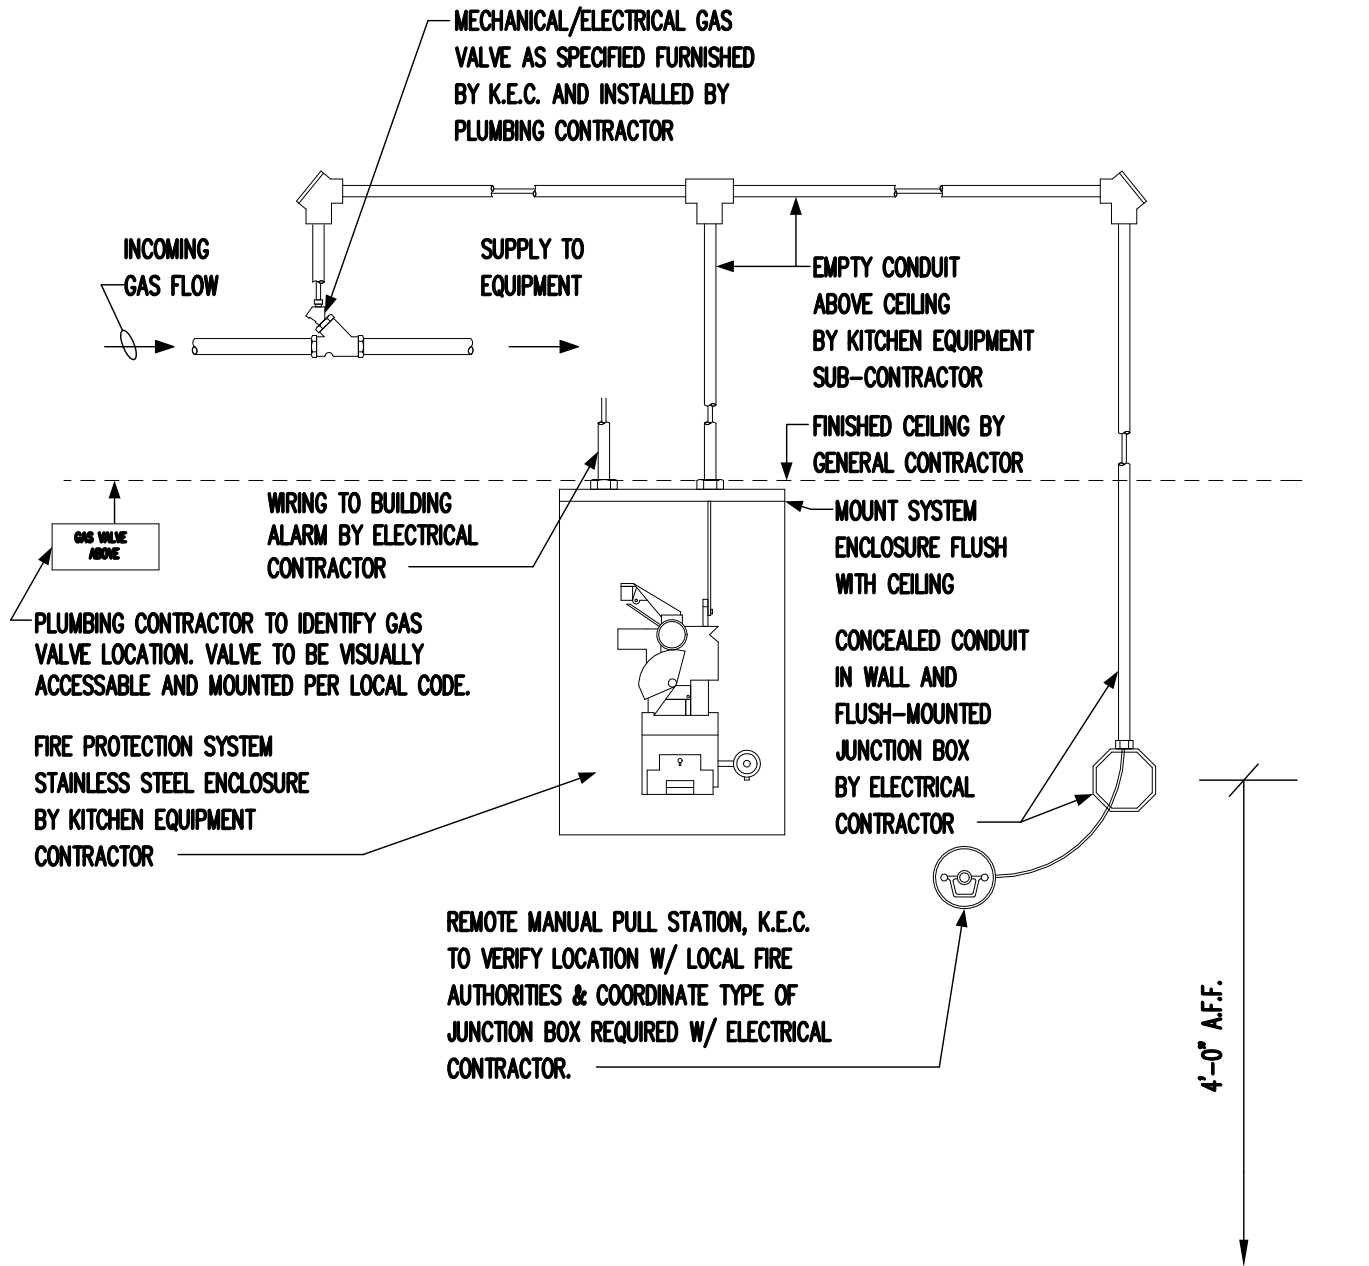 MECHANICAL/ELECTRICAL GAS
VALVE AS SPECIFIED FURNISHED
BY K.E.C. AND INSTALLED BY
PLUMBING CONTRACTOR
INCOMING
GAS FLOW
SUPPLY TO
EQUIPMENT
EMPTY CONDUIT
ABOVE CEILING
BY KITCHEN EQUIPMENT
SUB-CONTRACTOR
FINISHED CEILING BY
GENERAL CONTRACTOR
WIRING TO BUILDING
ALARM BY ELECTRICAL
CONTRACTOR
MOUNT SYSTEM
ENCLOSURE FLUSH
WITH CEILING
GAS VALVE
ABOVE
PLUMBING CONTRACTOR TO IDENTIFY GAS
VALVE LOCATION. VALVE TO BE VISUALLY
ACCESSABLE AND MOUNTED PER LOCAL CODE.
CONCEALED CONDUIT
IN WALL AND
FLUSH-MOUNTED
JUNCTION BOX
BY ELECTRICAL
CONTRACTOR
FIRE PROTECTION SYSTEM
STAINLESS STEEL ENCLOSURE
BY KITCHEN EQUIPMENT
CONTRACTOR
REMOTE MANUAL PULL STATION, K.E.C.
TO VERIFY LOCATION W/ LOCAL FIRE
AUTHORITIES & COORDINATE TYPE OF
JUNCTION BOX REQUIRED W/ ELECTRICAL
CONTRACTOR.
4'-0" A.F.F.